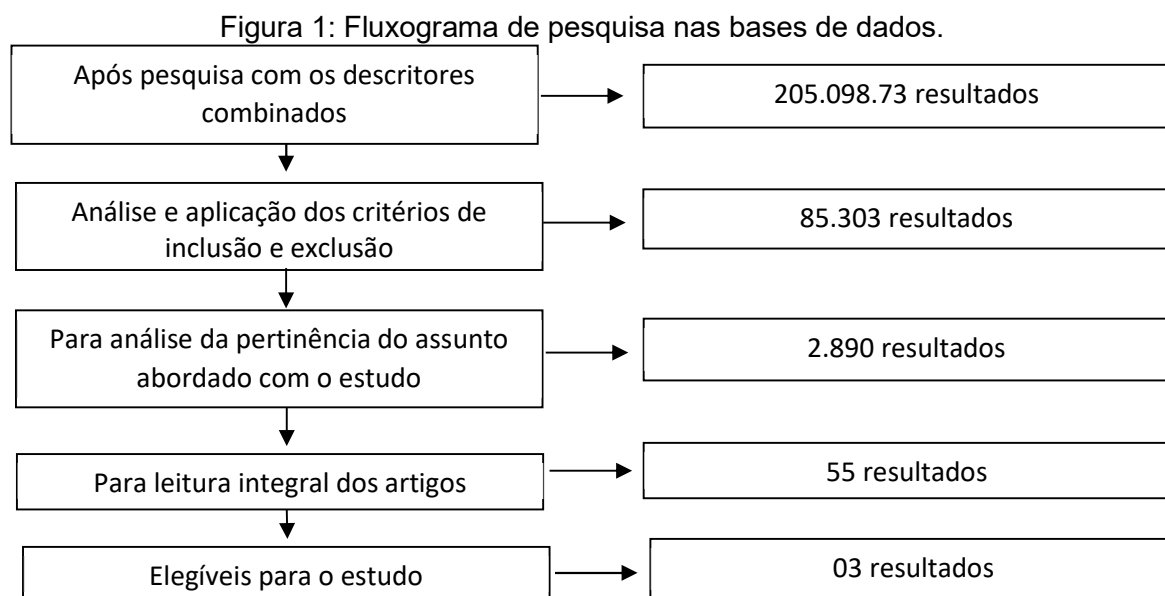 Figura 1: Fluxograma de pesquisa nas bases de dados.
Após pesquisa com os descritores
combinados
205.098.73 resultados
Análise e aplicação dos critérios de
inclusão e exclusão
85.303 resultados
Para análise da pertinência do assunto
abordado com o estudo
2.890 resultados
Para leitura integral dos artigos
55 resultados
Elegíveis para o estudo
03 resultados